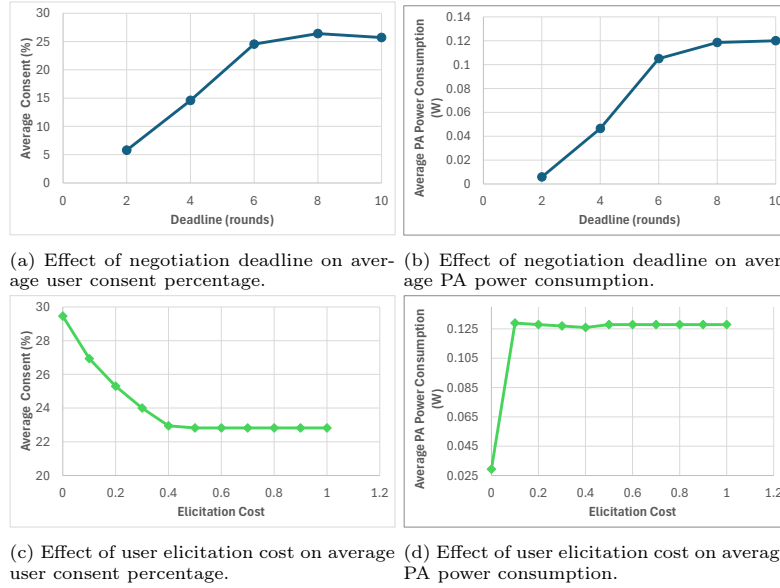 30
25
20
15
10
5
0
Average Consent (%)
0 2 4 6 8 10
Deadline (rounds)
0.14
0.12
0.1
0.08
0.06
0.04
0.02
0
Average PA Power Consumption
(W)
0 2 4 6 8 10
Deadline (rounds)
(a) Effect of negotiation deadline on aver-
age user consent percentage.
(b) Effect of negotiation deadline on aver-
age PA power consumption.
30
28
26
24
22
20
Average Consent (%)
0 0.2 0.4 0.6 0.8 1 1.2
Elicitation Cost
0.125
0.105
0.085
0.065
0.045
0.025
Average PA Power Consumption
(W)
0 0.2 0.4 0.6 0.8 1 1.2
Elicitation Cost
(c) Effect of user elicitation cost on average
user consent percentage.
(d) Effect of user elicitation cost on average
PA power consumption.